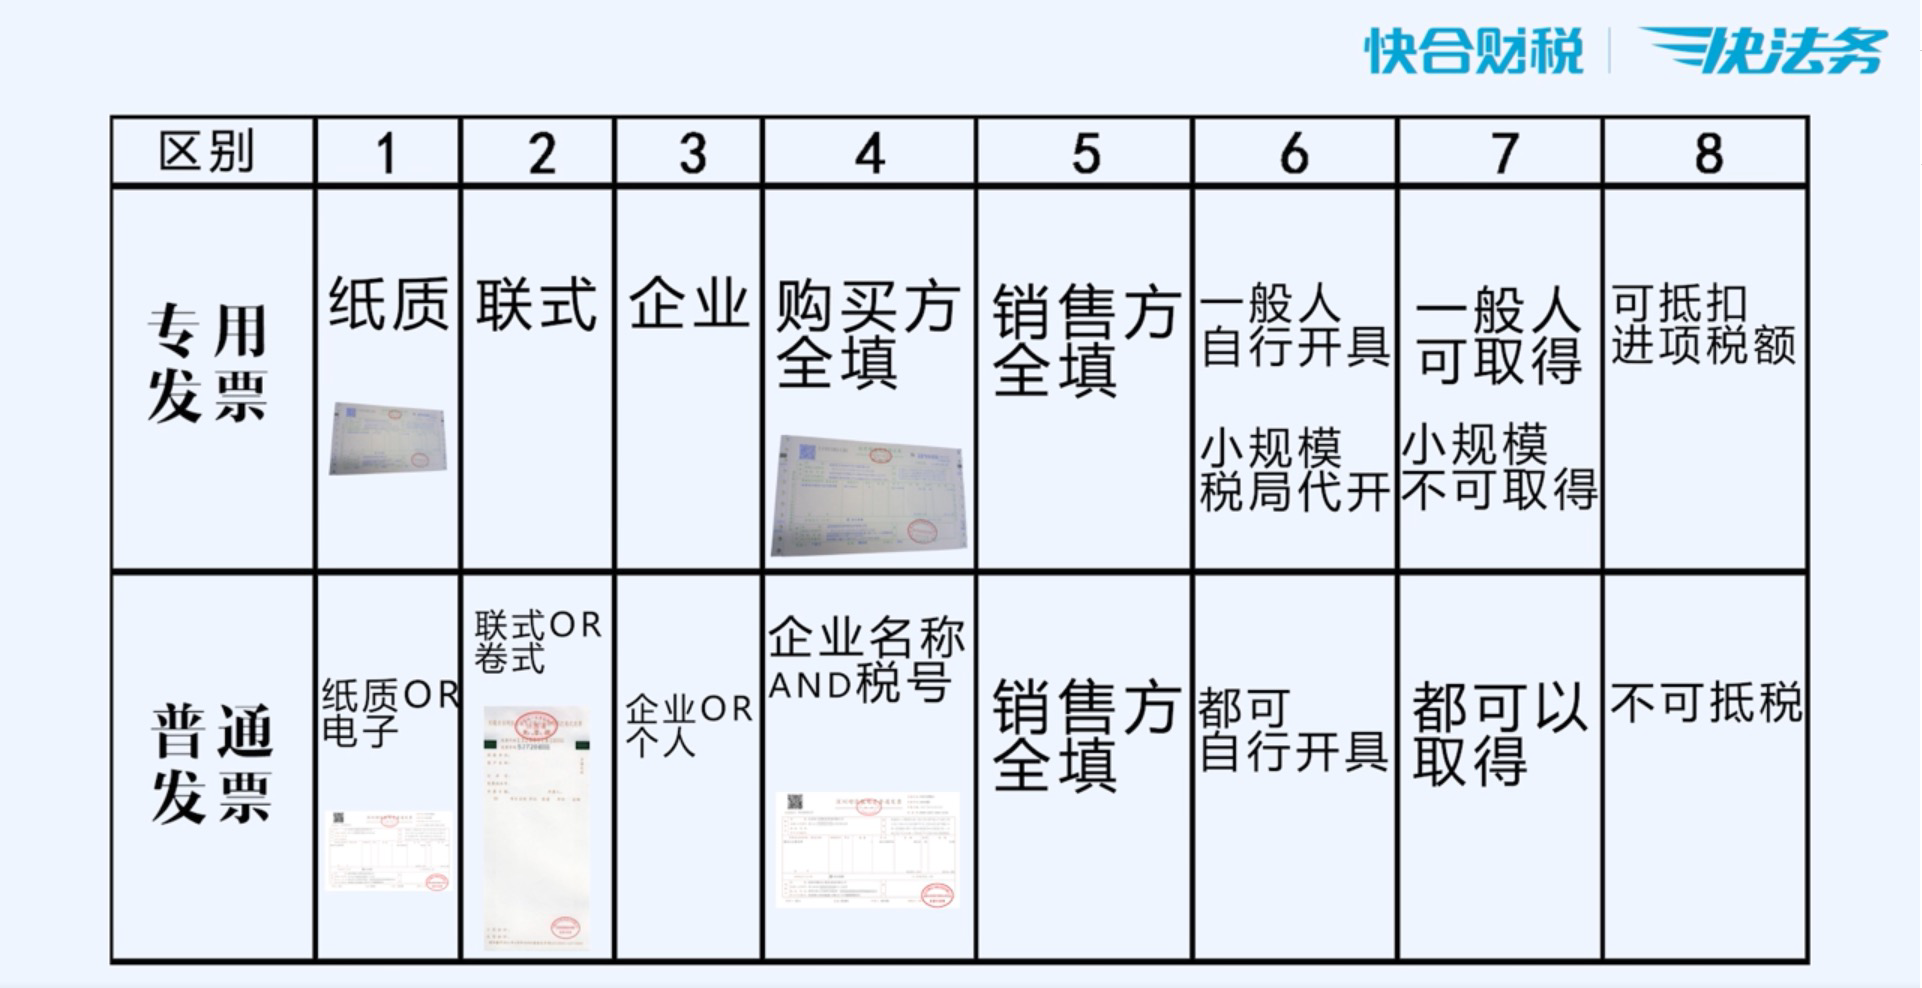 快合财税 快法务
区别 1 2 3 4 5 6 7 8
专用
发票
纸质
联式
企业
购买方
全填
销售方
全填
一般人
自行开具
小规模
税局代开
一般人
可取得
小规模
不可取得
可抵扣
进项税额
普通
发票
纸质OR
电子
联式OR
卷式
企业OR
个人
企业名称
AND税号
销售方
全填
都可
自行开具
都可以
取得
不可抵税